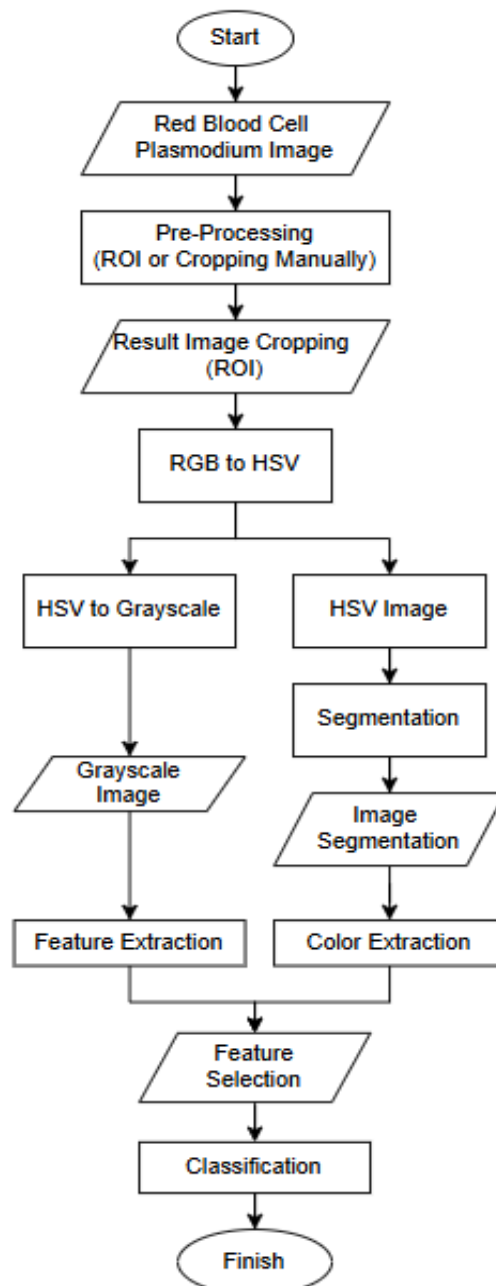 Start
Red Blood Cell
Plasmodium Image
Pre-Processing
(ROI or Cropping Manually)
Result Image Cropping
(ROI)
RGB to HSV
HSV to Grayscale
HSV Image
Segmentation
Grayscale
Image
Image
Segmentation
Feature Extraction
Color Extraction
Feature
Selection
Classification
Finish